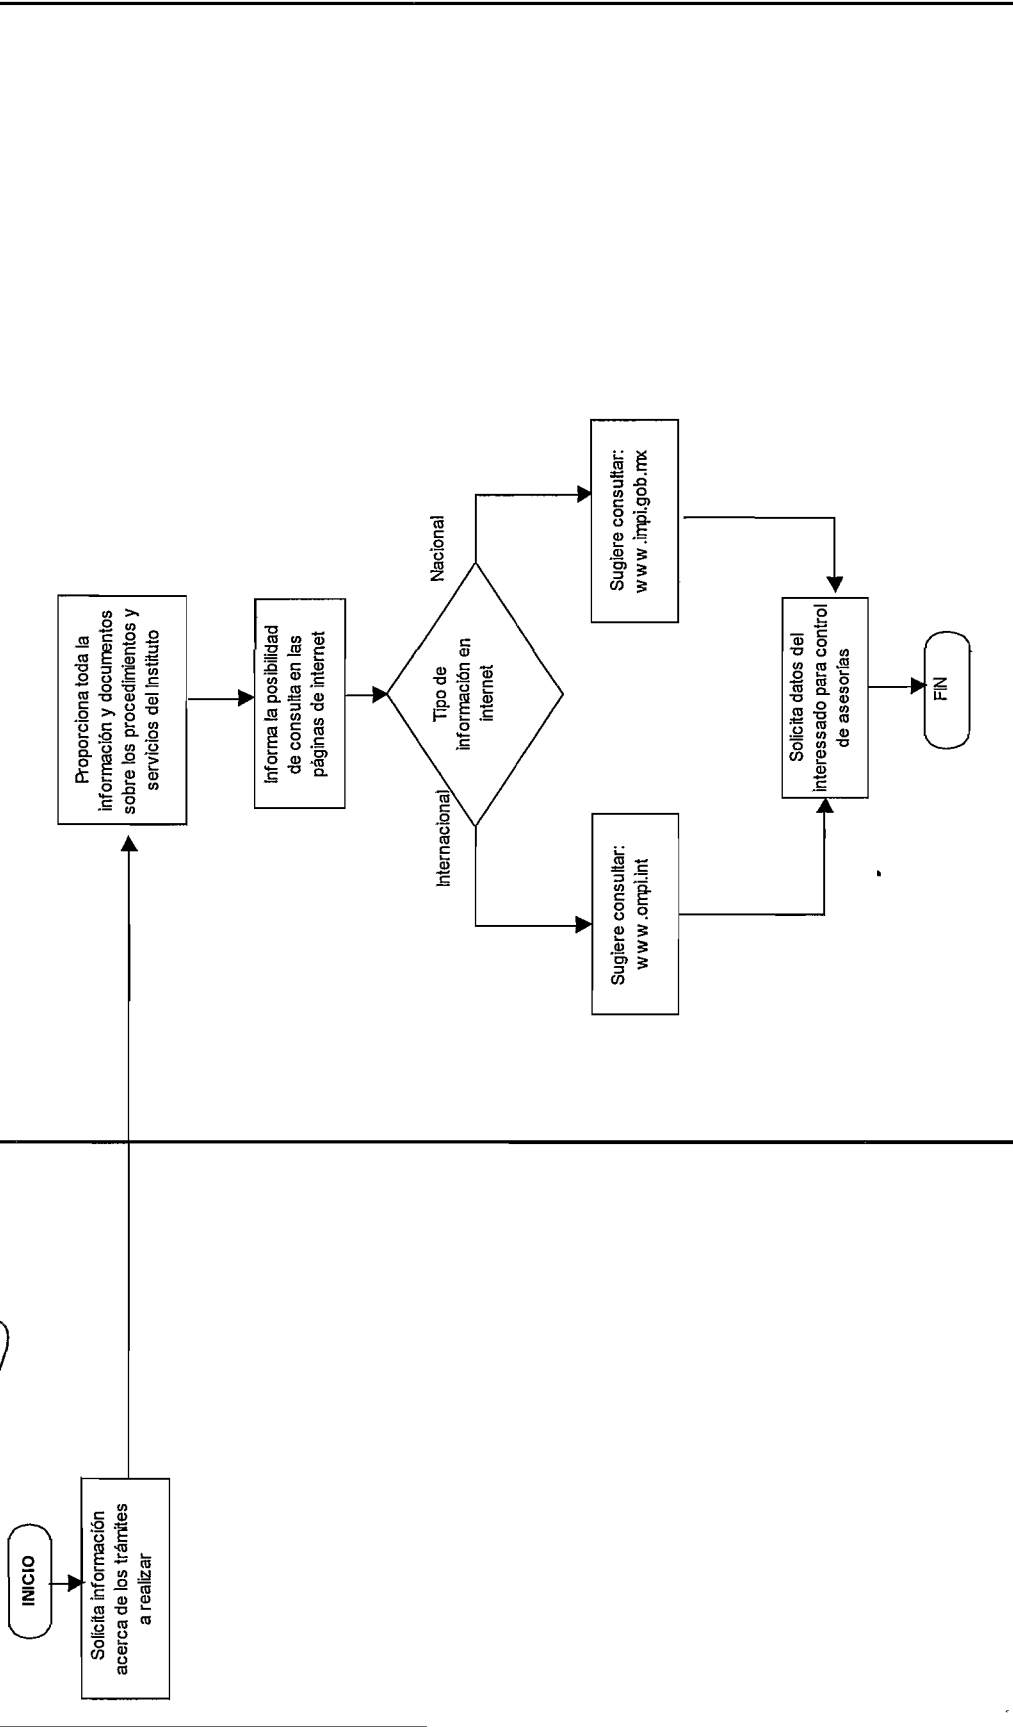 INICIO
Solicita información
acerca de los trámites
a realizar
Proporciona toda la
información y documentos
sobre los procedimientos y
servicios del Instituto
Informa la posibilidad
de consulta en las
páginas de internet
Tipo de
información en
internet
Internacional
Nacional
Sugiere consultar:
www.ompi.int
Sugiere consultar:
www.impi.gob.mx
Solicita datos del
interessado para control
de asesorías
FIN